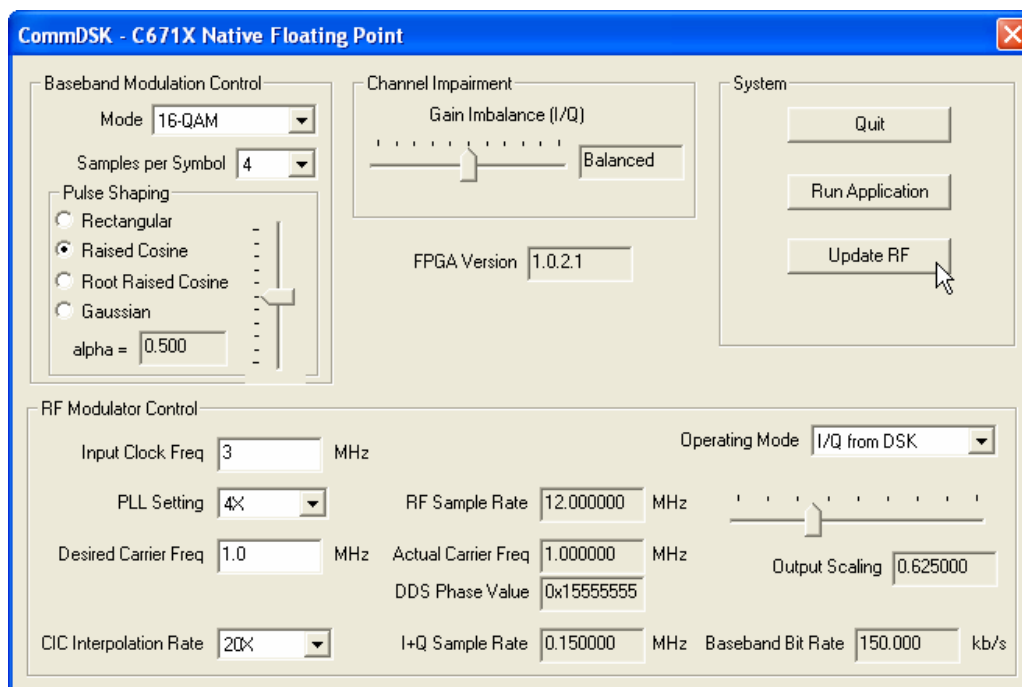 CommDSK - C671X Native Floating Point
Baseband Modulation Control
Mode 16-QAM
Samples per Symbol 4
Pulse Shaping
Rectangular
Raised Cosine
Root Raised Cosine
Gaussian
alpha = 0.500
Channel Impairment
Gain Imbalance (I/Q)
Balanced
FPGA Version 1.0.2.1
System
Quit
Run Application
Update RF
RF Modulator Control
Input Clock Freq 3 MHz
Operating Mode I/Q from DSK
PLL Setting 4X
RF Sample Rate 12.000000 MHz
Desired Carrier Freq 1.0 MHz
Actual Carrier Freq 1.000000 MHz
Output Scaling 0.625000
DDS Phase Value 0x15555555
CIC Interpolation Rate 20X
I+Q Sample Rate 0.150000 MHz
Baseband Bit Rate 150.000 kb/s